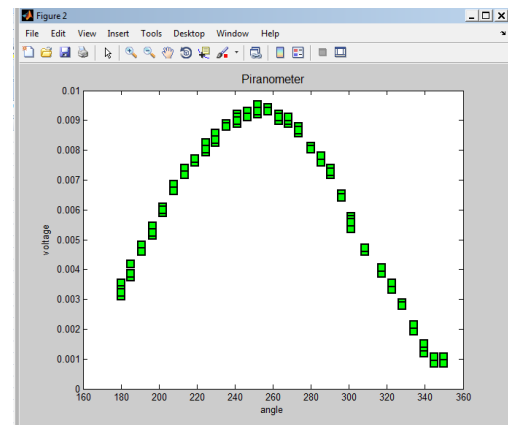 Figure 2
File Edit View Insert Tools Desktop Window Help
Piranometer
0.01
0.009
0.008
0.007
0.006
0.005
0.004
0.003
0.002
0.001
0
voltage
160 180 200 220 240 260 280 300 320 340 360
angle